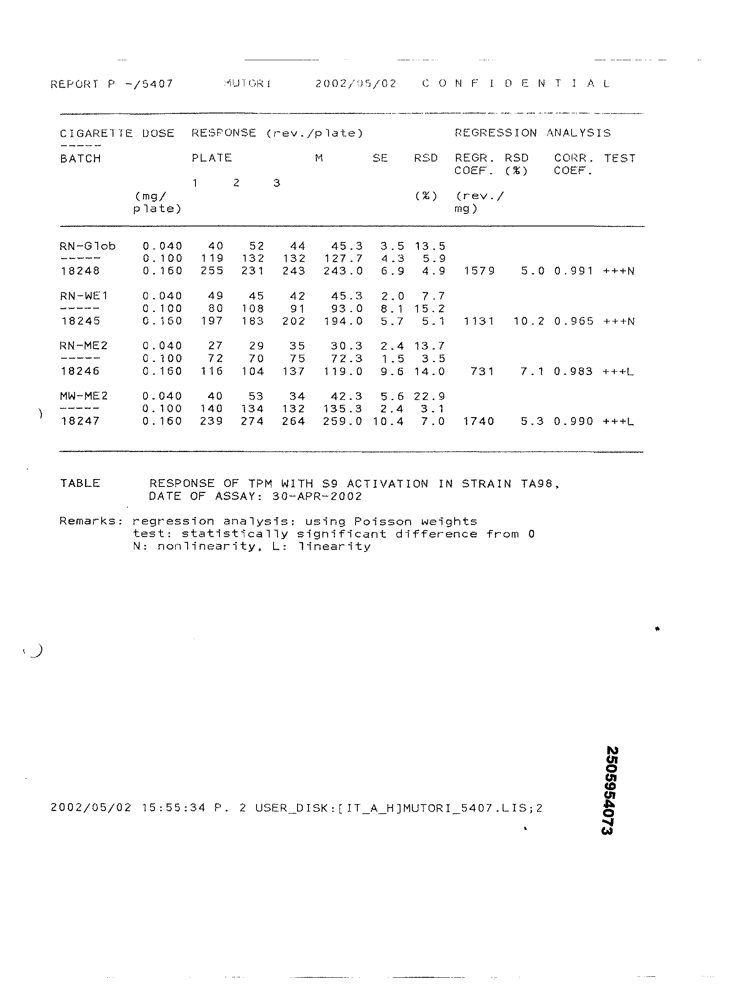 REPORT P -/5407 MUTORI 2002/05/02 C O N F I D E N T I A L
CIGARETTE DOSE RESPONSE (rev./plate) REGRESSION ANALYSIS
-----
BATCH PLATE M SE RSD REGR. RSD CORR. TEST
COEF. (%) COEF.
1 2 3
(mg/ (%) (rev./
plate) mg)
RN-Glob 0.040 40 52 44 45.3 3.5 13.5
----- 0.100 119 132 132 127.7 4.3 5.9
18248 0.160 255 231 243 243.0 6.9 4.9 1579 5.0 0.991 +++N
RN-WE1 0.040 49 45 42 45.3 2.0 7.7
----- 0.100 80 108 91 93.0 8.1 15.2
18245 0.160 197 183 202 194.0 5.7 5.1 1131 10.2 0.965 +++N
RN-ME2 0.040 27 29 35 30.3 2.4 13.7
----- 0.100 72 70 75 72.3 1.5 3.5
18246 0.160 116 104 137 119.0 9.6 14.0 731 7.1 0.983 +++L
MW-ME2 0.040 40 53 34 42.3 5.6 22.9
----- 0.100 140 134 132 135.3 2.4 3.1
18247 0.160 239 274 264 259.0 10.4 7.0 1740 5.3 0.990 +++L
TABLE RESPONSE OF TPM WITH S9 ACTIVATION IN STRAIN TA98,
DATE OF ASSAY: 30-APR-2002
Remarks: regression analysis: using Poisson weights
test: statistically significant difference from 0
N: nonlinearity, L: linearity
2505954073
2002/05/02 15:55:34 P. 2 USER_DISK:[IT_A_H]MUTORI_5407.LIS;2